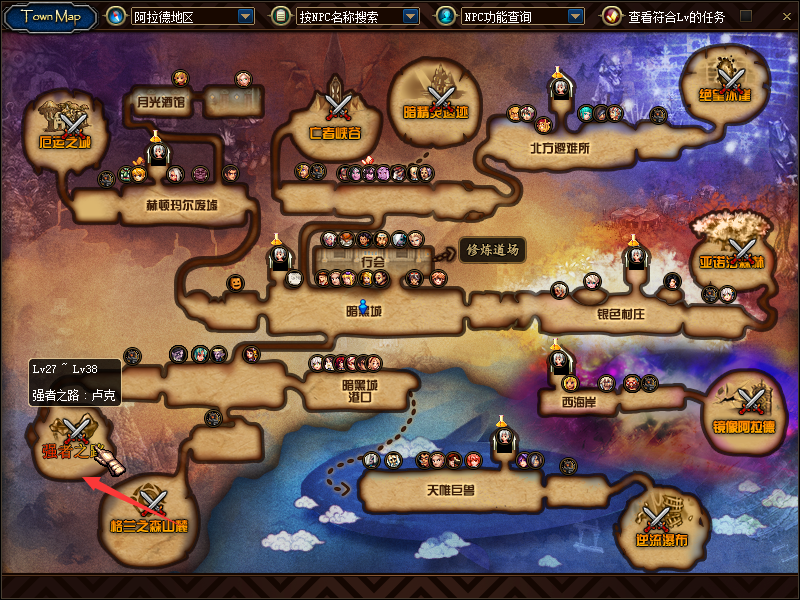 Town Map
阿拉德地区
按NPC名称搜索
NPC功能查询
查看符合Lv的任务
月光酒馆
厄运之城
亡者峡谷
暗精灵遗迹
绝望冰崖
北方避难所
赫顿玛尔废墟
修炼道场
行会
亚诺法森林
暗黑城
银色村庄
Lv27 ~ Lv38
强者之路：卢克
暗黑城
港口
西海岸
镜像阿拉德
强者之路
天帷巨兽
格兰之森山麓
逆流瀑布